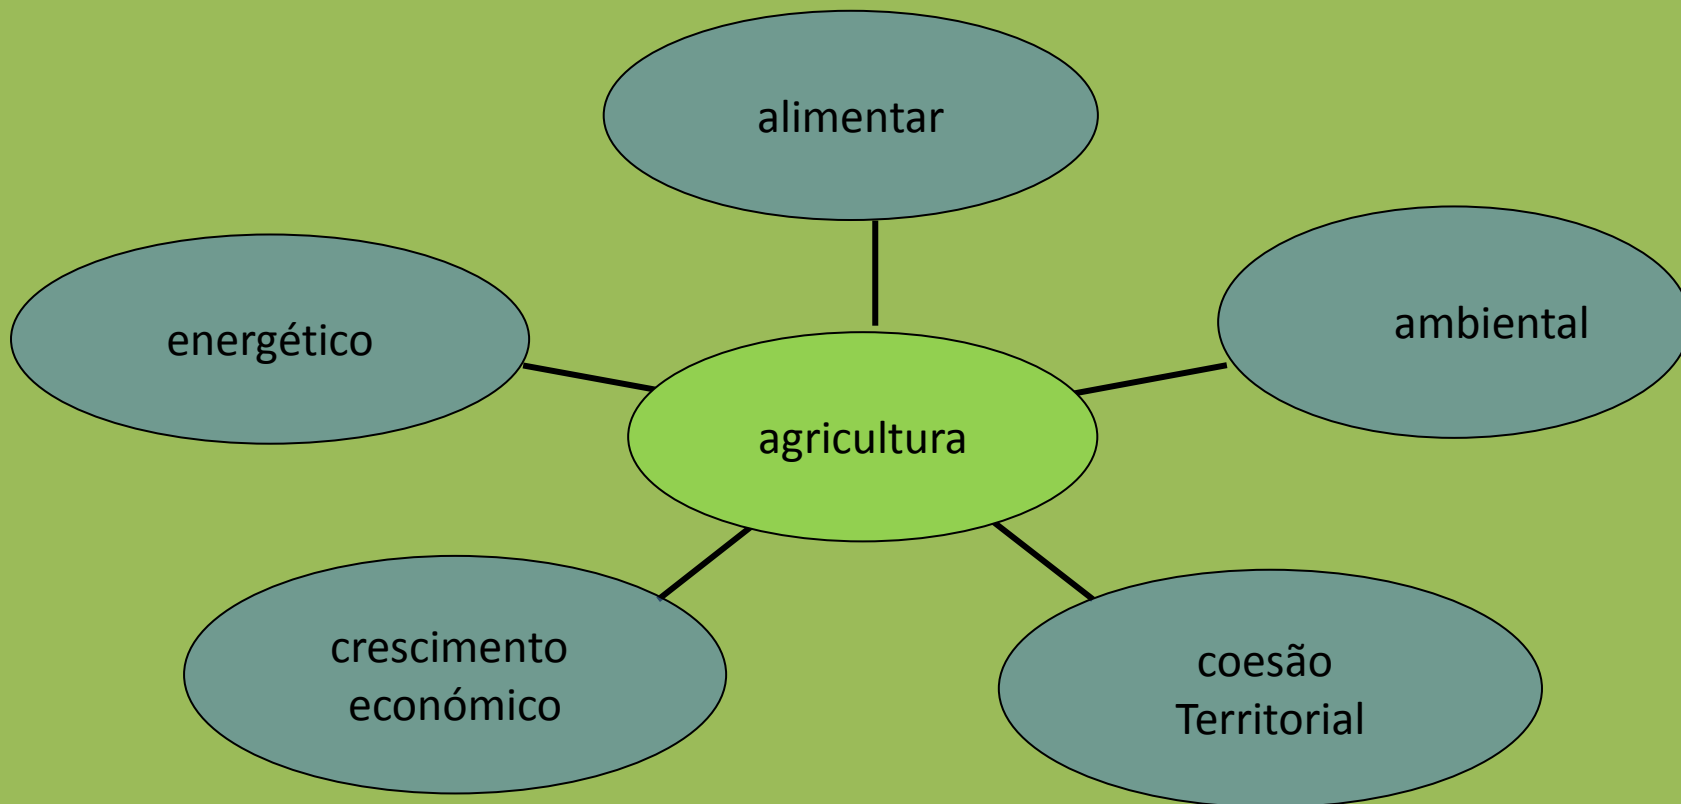 alimentar
energético
ambiental
agricultura
crescimento
económico
coesão
Territorial